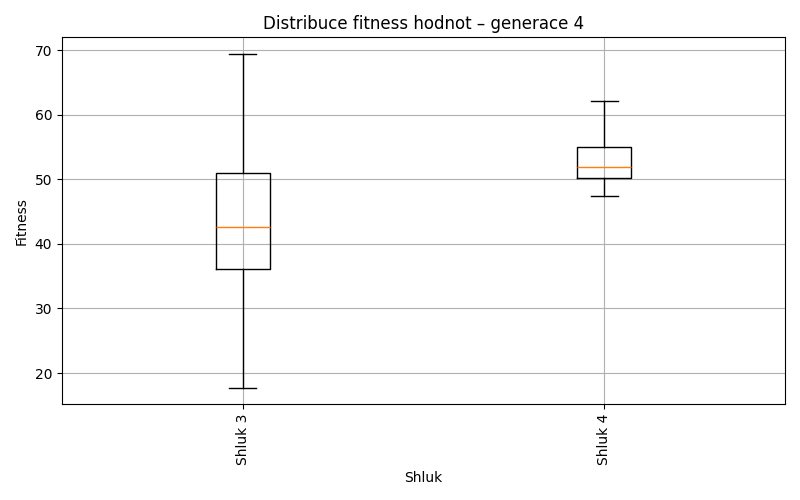 Distribuce fitness hodnot – generace 4
Fitness
70
60
50
40
30
20
Shluk 3
Shluk 4
Shluk